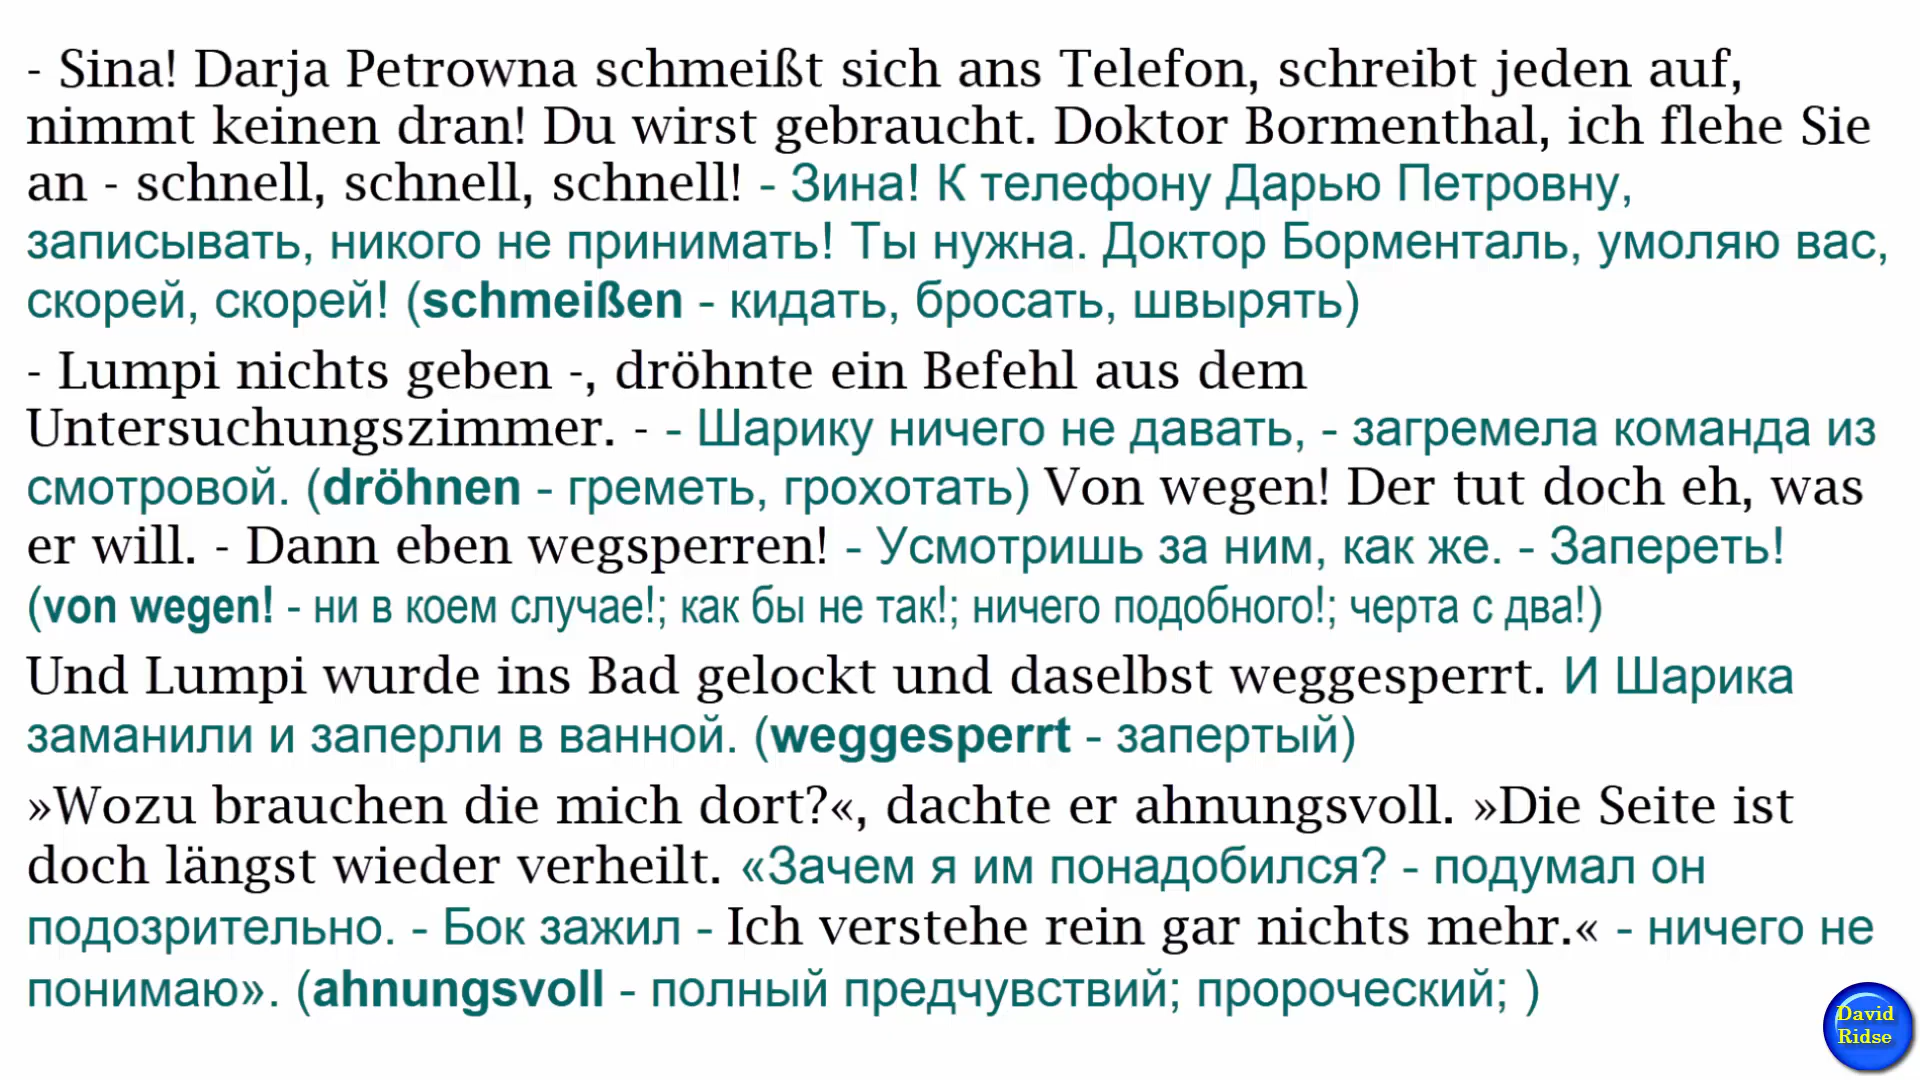 - Sina! Darja Petrowna schmeißt sich ans Telefon, schreibt jeden auf,
nimmt keinen dran! Du wirst gebraucht. Doktor Bormenthal, ich flehe Sie
an - schnell, schnell, schnell! - Зина! К телефону Дарью Петровну,
записывать, никого не принимать! Ты нужна. Доктор Борменталь, умоляю вас,
скорей, скорей! (schmeißen - кидать, бросать, швырять)
- Lumpi nichts geben -, dröhnte ein Befehl aus dem
Untersuchungszimmer. - - Шарику ничего не давать, - загремела команда из
смотровой. (dröhnen - греметь, грохотать) Von wegen! Der tut doch eh, was
er will. - Dann eben wegsperren! - Усмотришь за ним, как же. - Запереть!
(von wegen! - ни в коем случае!; как бы не так!; ничего подобного!; черта с два!)
Und Lumpi wurde ins Bad gelockt und daselbst weggesperrt. И Шарика
заманили и заперли в ванной. (weggesperrt - запертый)
»Wozu brauchen die mich dort?«, dachte er ahnungsvoll. »Die Seite ist
doch längst wieder verheilt. «Зачем я им понадобился? - подумал он
подозрительно. - Бок зажил - Ich verstehe rein gar nichts mehr.« - ничего не
понимаю». (ahnungsvoll - полный предчувствий; пророческий; )
David
Ridse